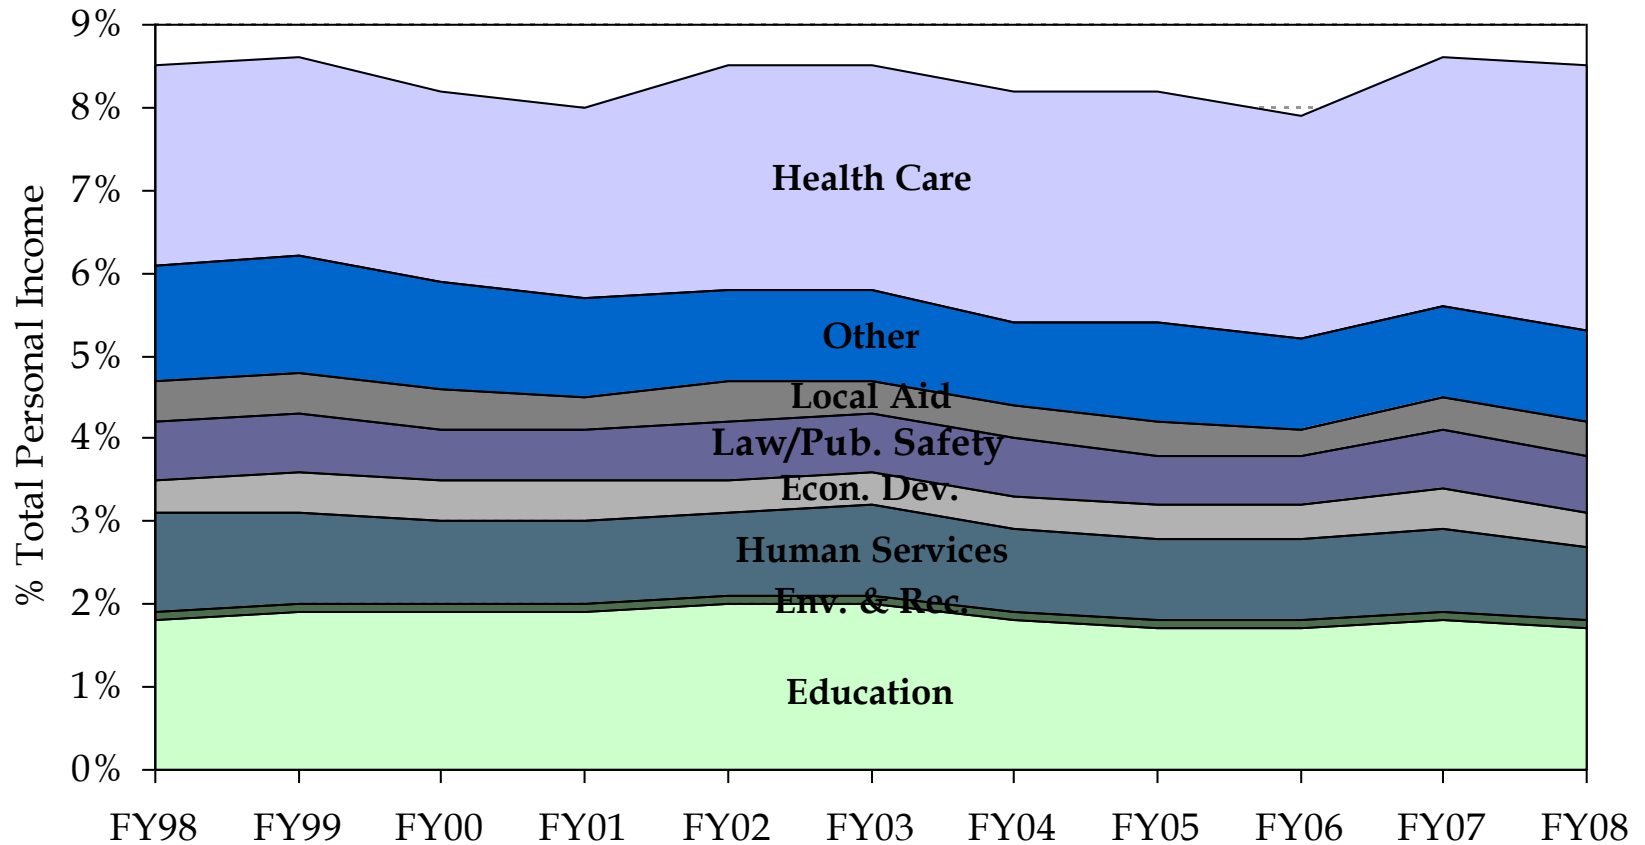 9%
8%
7%
6%
5%
4%
3%
2%
1%
0%
% Total Personal Income
Health Care
Other
Local Aid
Law/Pub. Safety
Econ. Dev.
Human Services
Env. & Rec.
Education
FY98 FY99 FY00 FY01 FY02 FY03 FY04 FY05 FY06 FY07 FY08